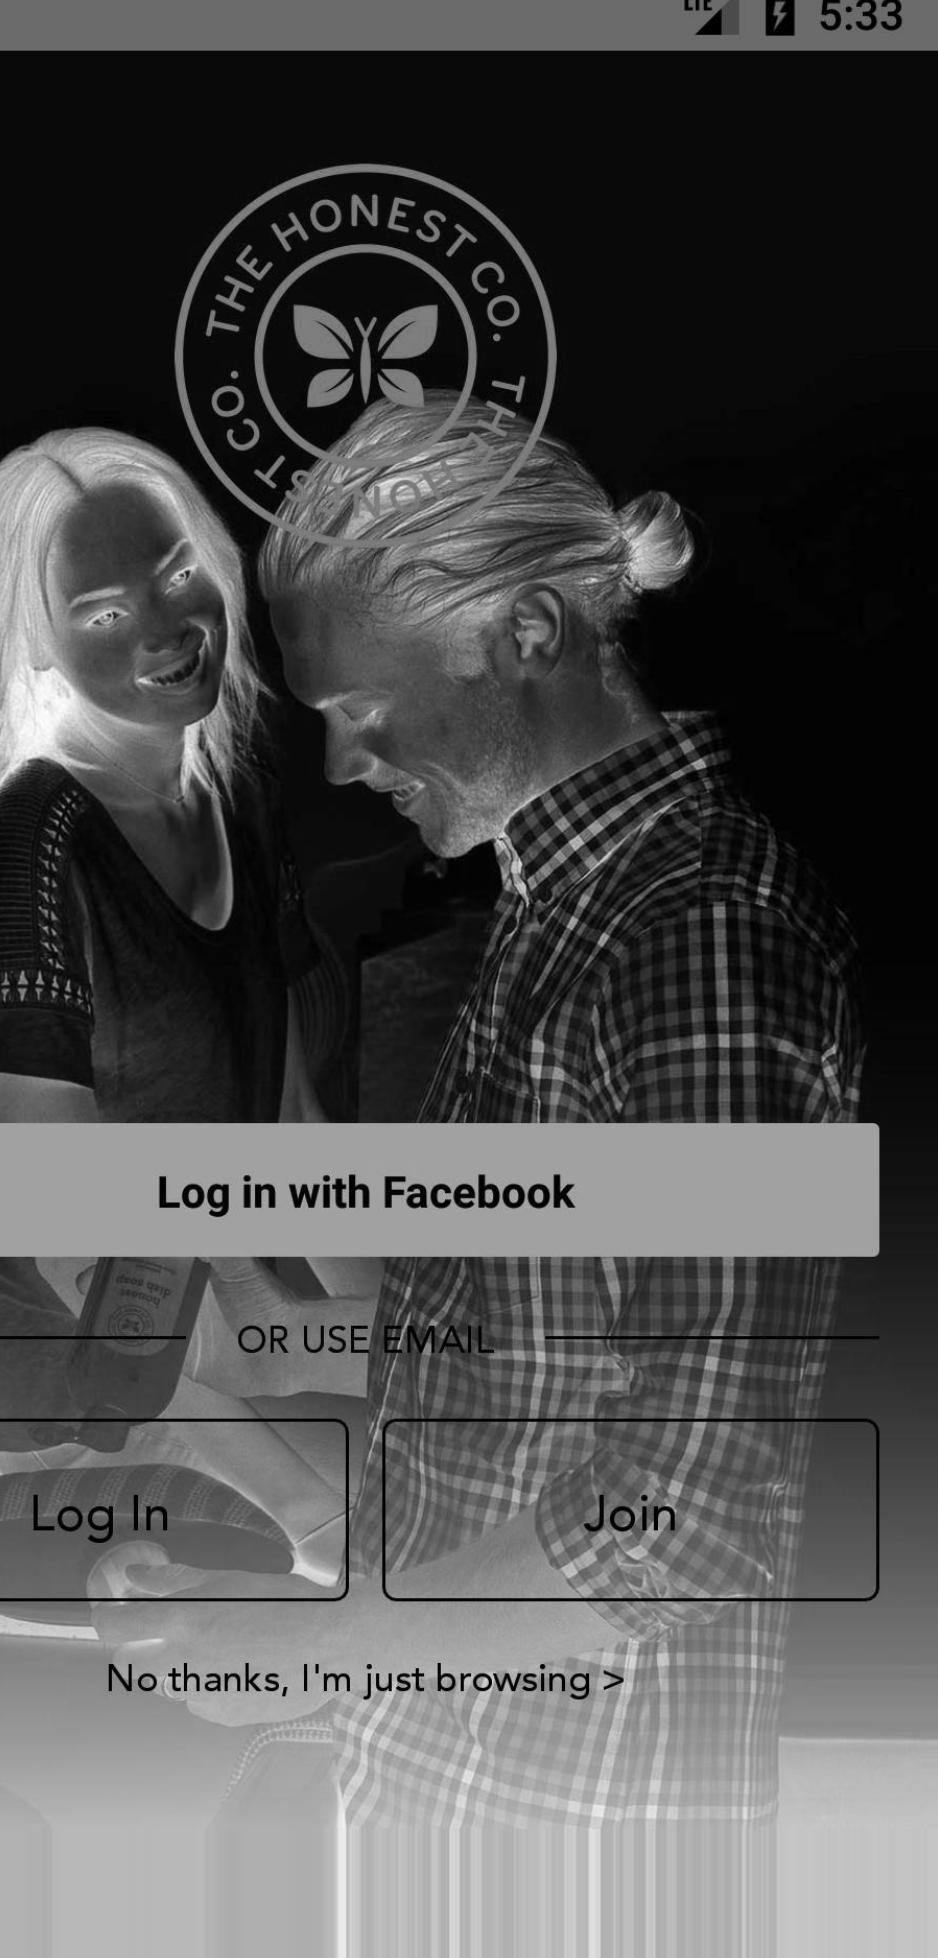 LTE 5:33
THE HONEST CO. THE HONEST CO.
Log in with Facebook
honest
dish soap
OR USE EMAIL
Log In
Join
No thanks, I'm just browsing >